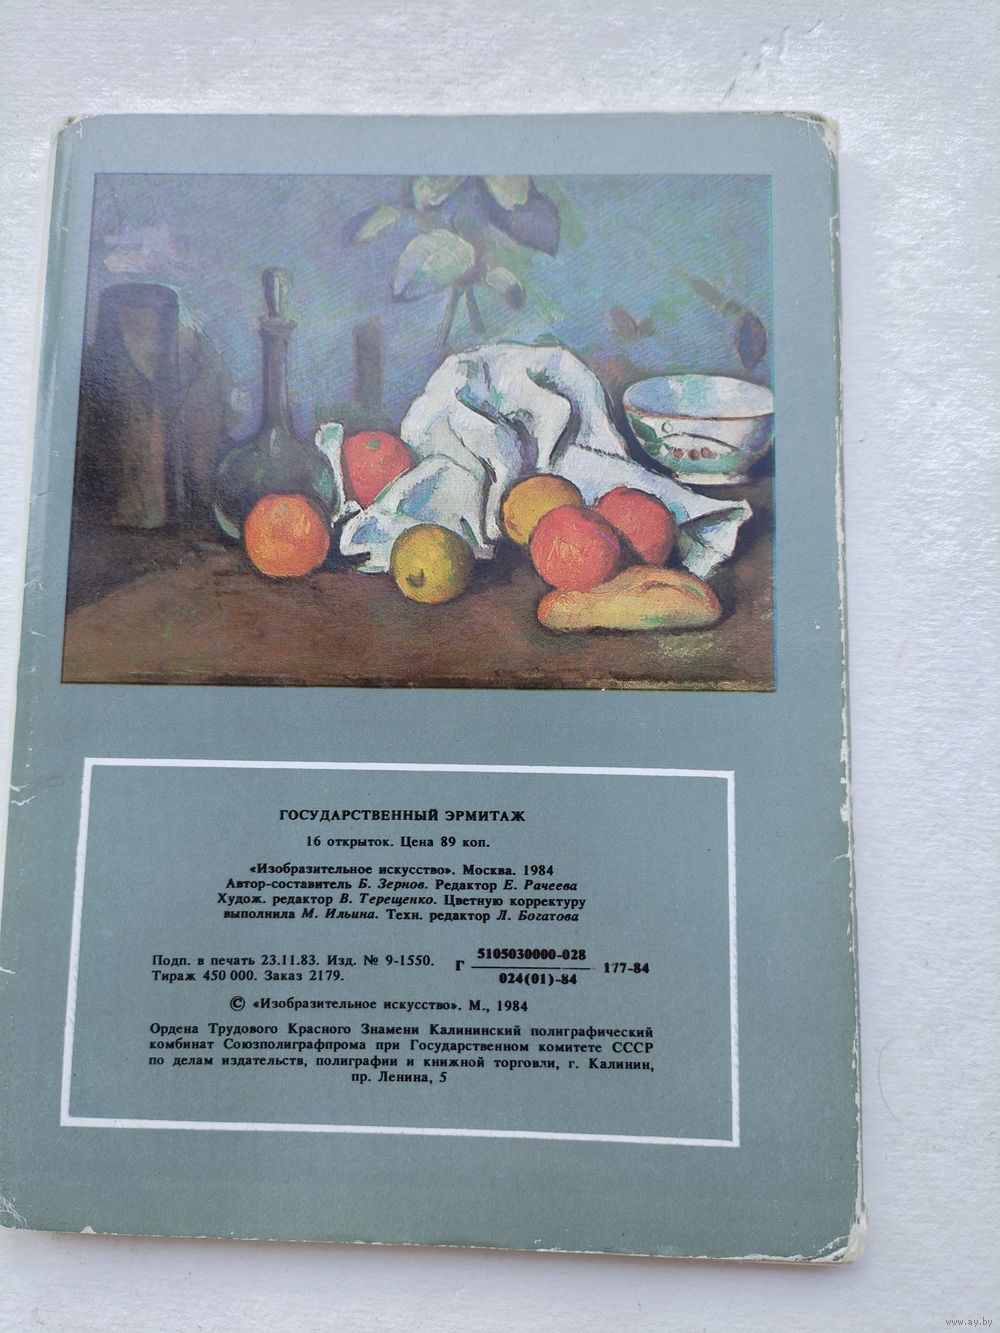 ГОСУДАРСТВЕННЫЙ ЭРМИТАЖ
16 открыток. Цена 89 коп.
«Изобразительное искусство». Москва. 1984
Автор-составитель Б. Зернов. Редактор Е. Рачеева
Худож. редактор В. Терещенко. Цветную корректуру
выполнила М. Ильина. Техн. редактор Л. Богатова
Подп. в печать 23.11.83. Изд. № 9-1550.
Тираж 450 000. Заказ 2179.
Г 5105030000-028
024(01)-84
177-84
© «Изобразительное искусство». М., 1984
Ордена Трудового Красного Знамени Калининский полиграфический
комбинат Союзполиграфпрома при Государственном комитете СССР
по делам издательств, полиграфии и книжной торговли, г. Калинин,
пр. Ленина, 5
www.ay.by